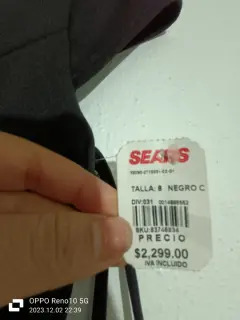 SEARS
TALLA: 8 NEGRO C
DIV:031
PRECIO
$2,299.00
IVA INCLUIDO
OPPO Reno10 5G
2023.12.02 22:39